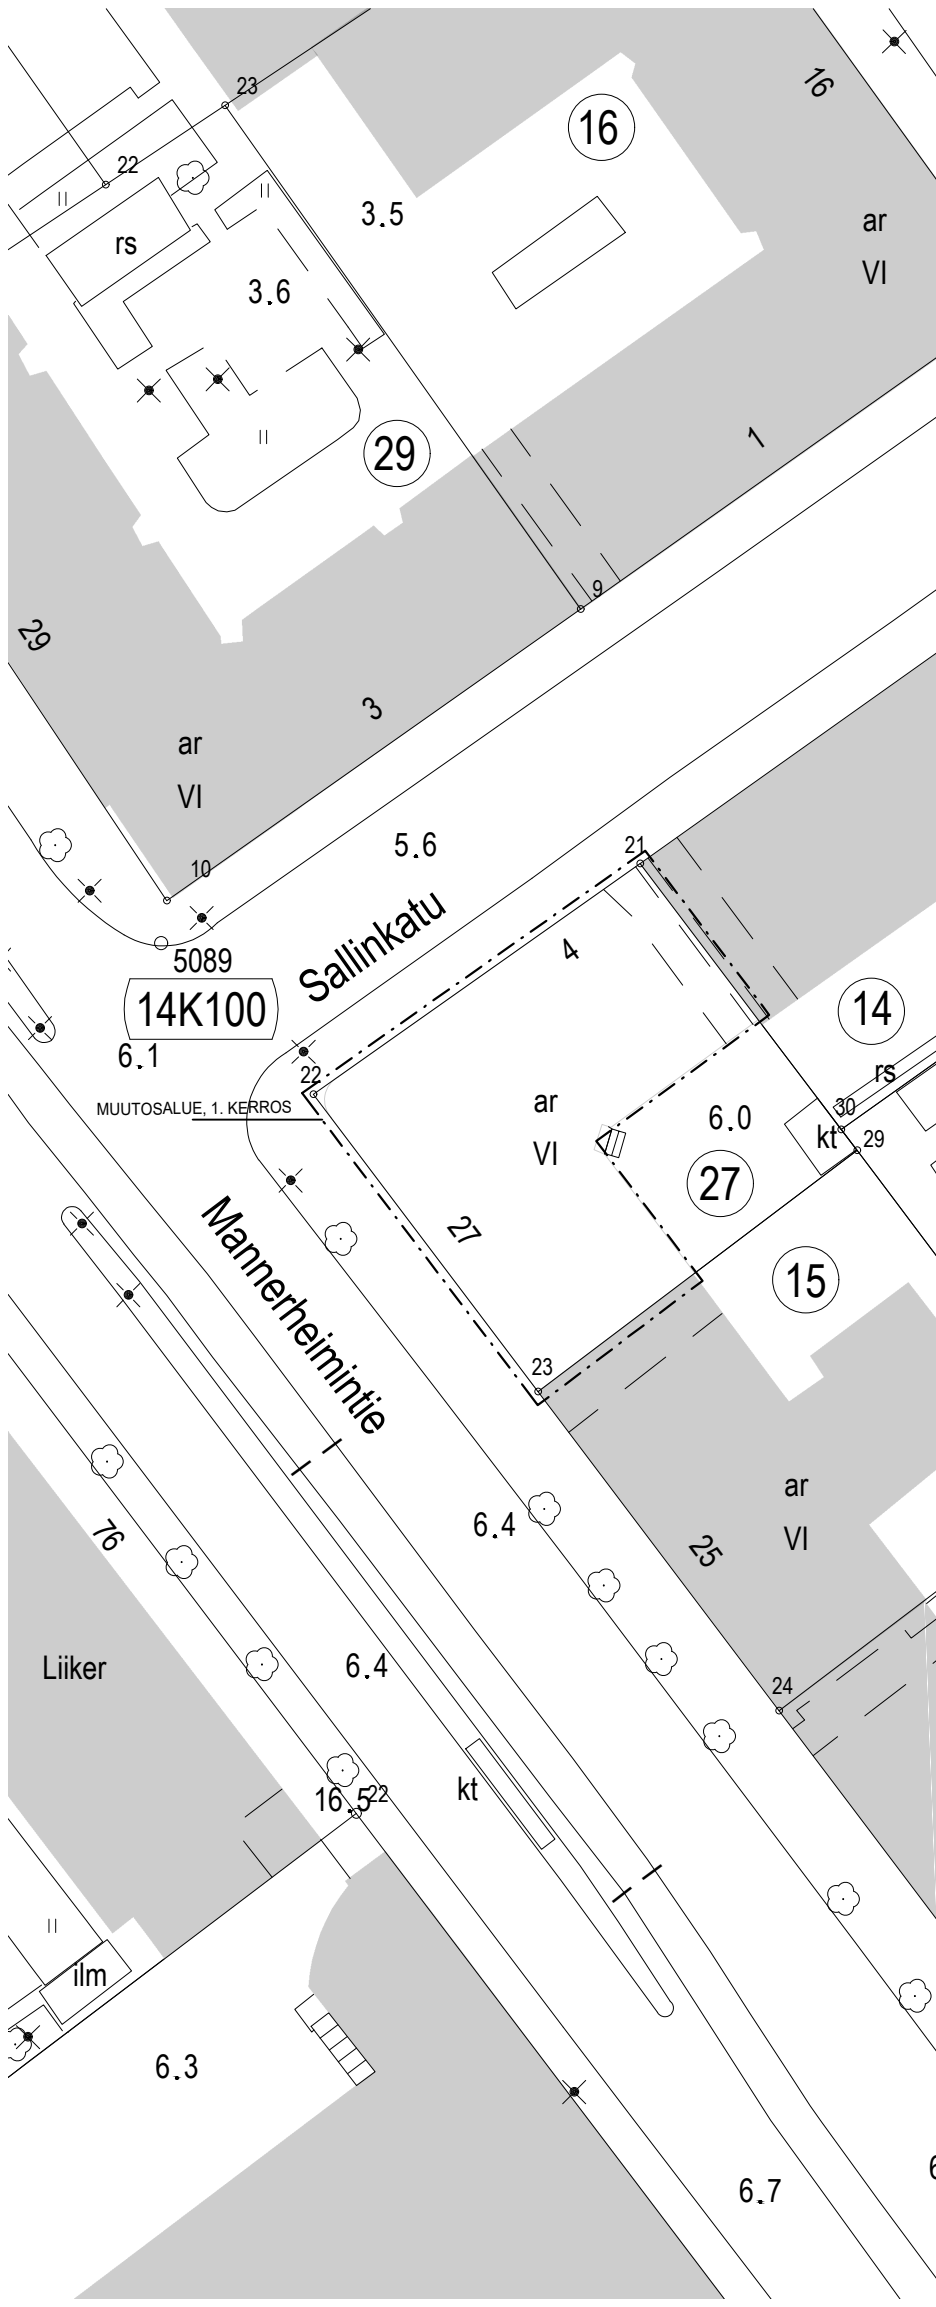 23
16
16
22
rs
3.5
ar
VI
3.6
29
1
9
29
3
ar
VI
5.6
21
10
Sallinkatu
4
5089
14K100
14
6.1
rs
22
MUUTOSALUE, 1. KERROS
ar
VI
6.0
30
kt
29
27
Mannerheimintie
27
15
23
ar
VI
6.4
76
25
Liiker
6.4
24
16.5
22
kt
ilm
6.3
6.7